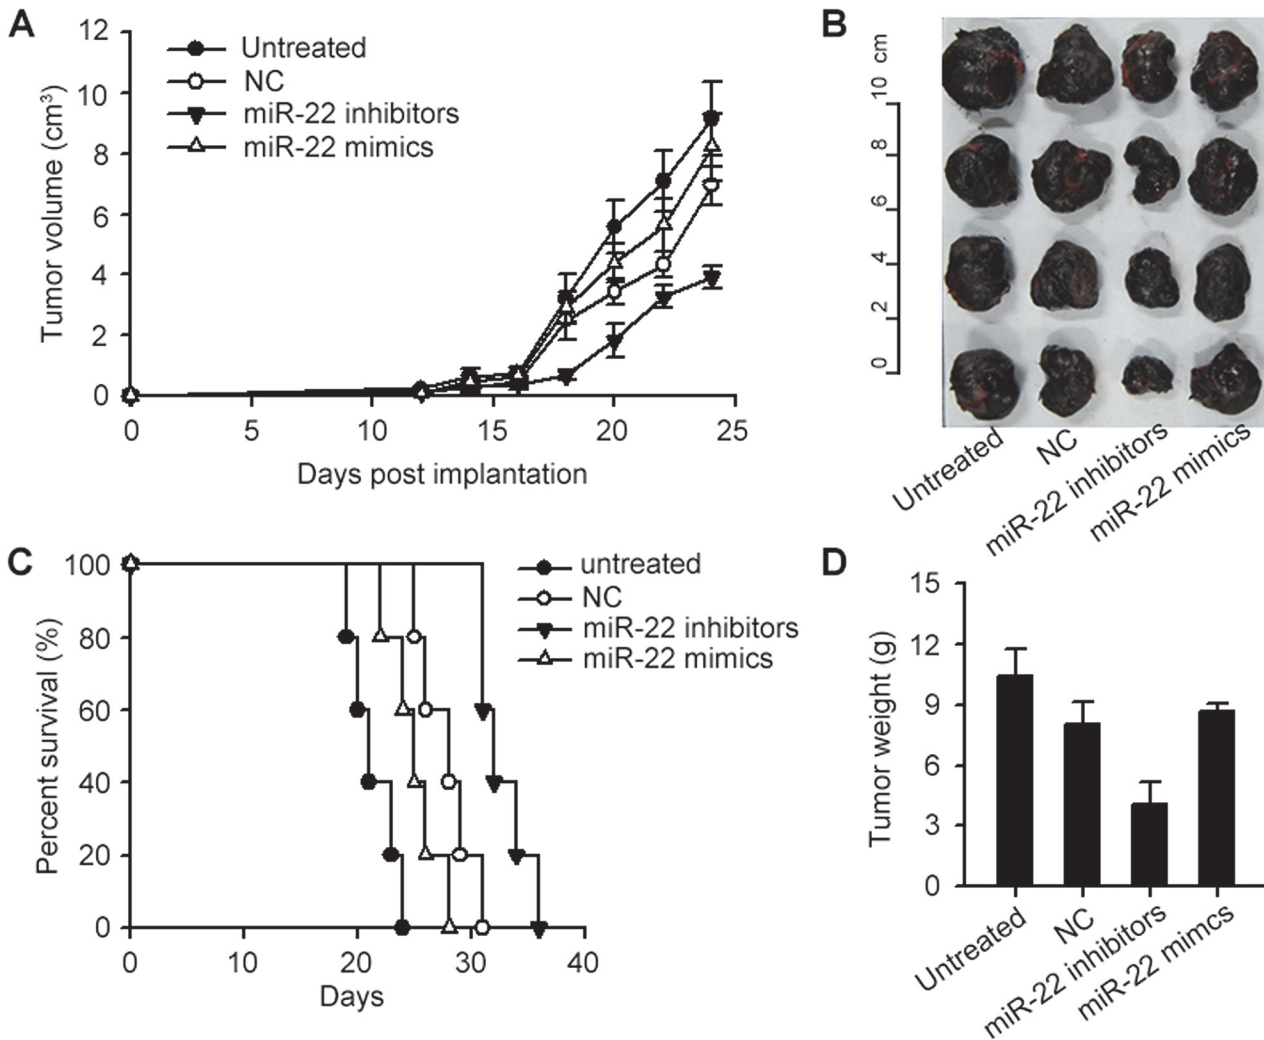 A
12
10
8
6
4
2
0
Tumor volume (cm³)
Untreated
NC
miR-22 inhibitors
miR-22 mimics
0 5 10 15 20 25
Days post implantation
B
10 cm
8
6
4
2
0
Untreated
NC
miR-22 inhibitors
miR-22 mimics
C
100
80
60
40
20
0
Percent survival (%)
untreated
NC
miR-22 inhibitors
miR-22 mimics
0 10 20 30 40
Days
D
15
12
9
6
3
0
Tumor weight (g)
Untreated
NC
miR-22 inhibitors
miR-22 mimcs